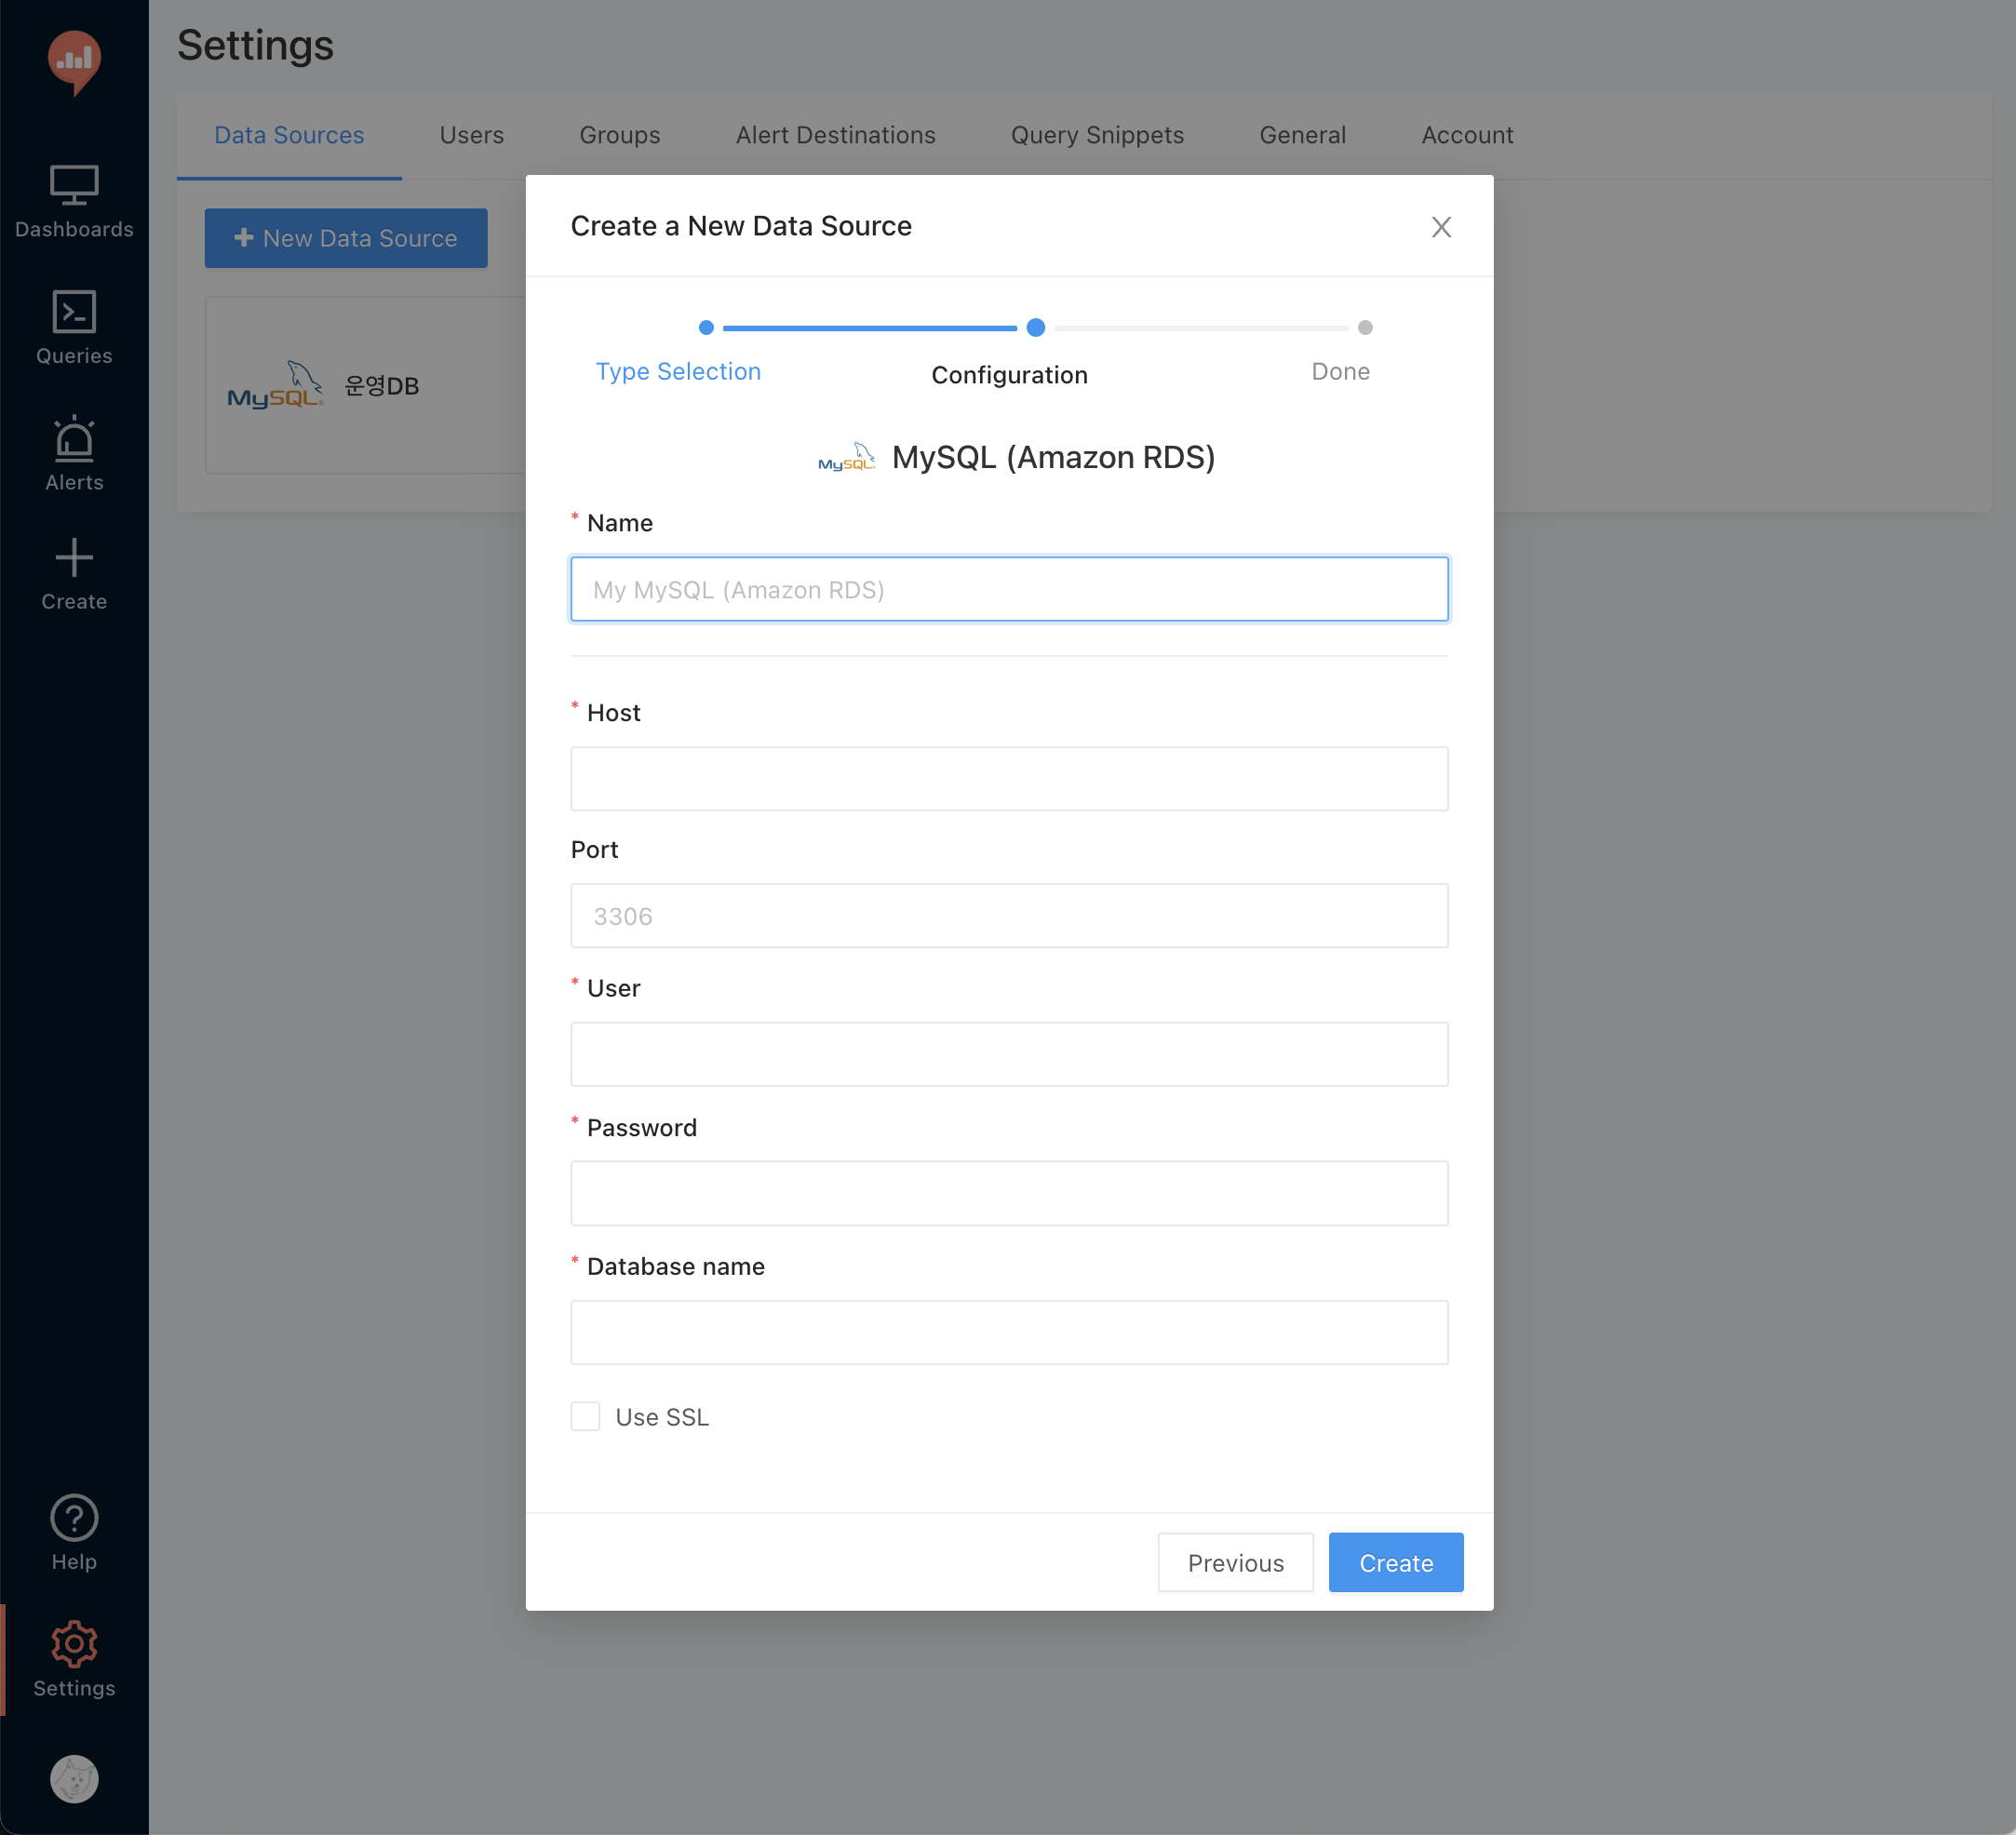 Settings
Data Sources Users Groups Alert Destinations Query Snippets General Account
+ New Data Source
MySQL 운영DB
Dashboards
Queries
Alerts
Create
Help
Settings
Create a New Data Source
Type Selection Configuration Done
MySQL MySQL (Amazon RDS)
* Name
My MySQL (Amazon RDS)
* Host
Port
3306
* User
* Password
* Database name
Use SSL
Previous Create